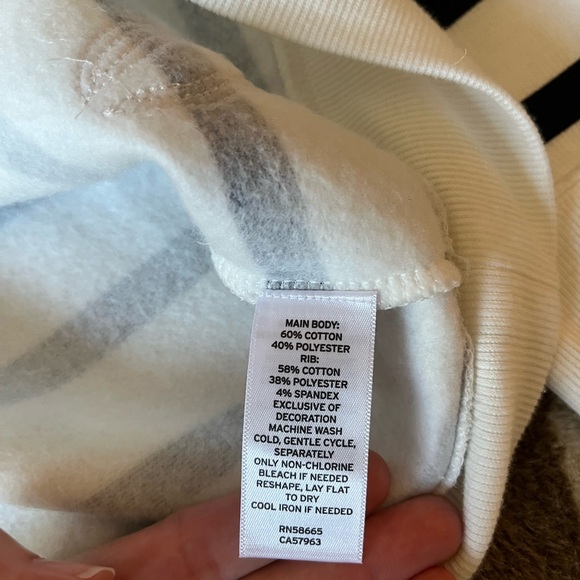 MAIN BODY:
60% COTTON
40% POLYESTER
RIB:
58% COTTON
38% POLYESTER
4% SPANDEX
EXCLUSIVE OF
DECORATION
MACHINE WASH
COLD, GENTLE CYCLE,
SEPARATELY
ONLY NON-CHLORINE
BLEACH IF NEEDED
RESHAPE, LAY FLAT
TO DRY
COOL IRON IF NEEDED
RN58665
CA57963